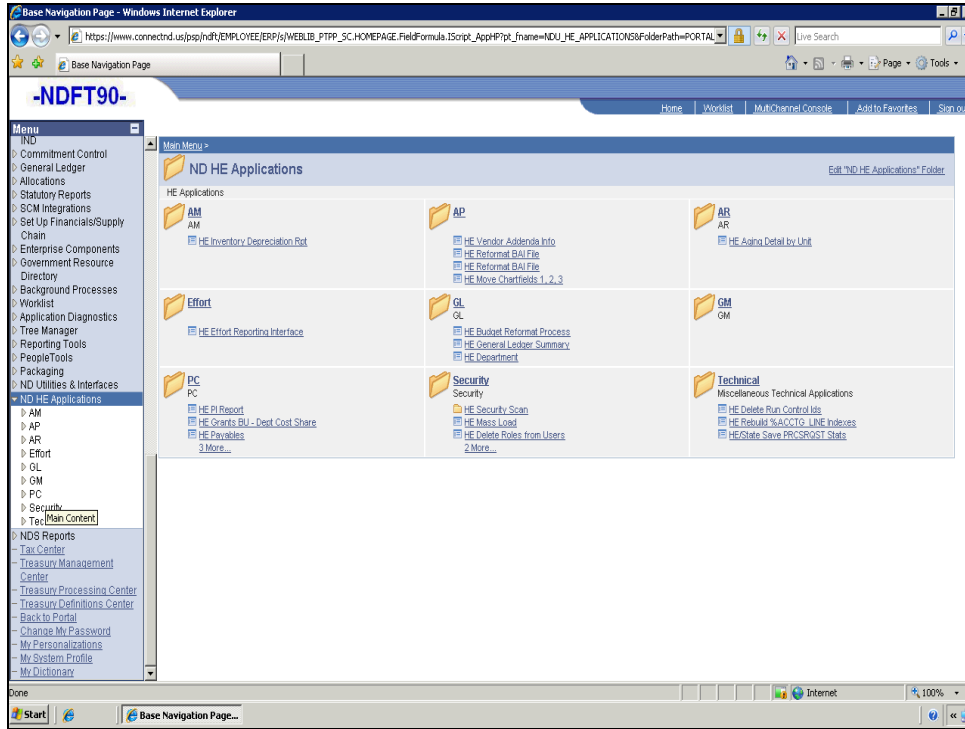 Base Navigation Page - Windows Internet Explorer
https://www.connectnd.us/psp/ndft/EMPLOYEE/ERP/s/WEBLIB_PTPP_SC.HOMEPAGE.FieldFormula.IScript_AppHP?pt_fname=NDU_HE_APPLICATIONS&FolderPath=PORTAL
Live Search
Base Navigation Page
Page
Tools
-NDFT90-
Home
Worklist
MultiChannel Console
Add to Favorites
Sign ou
Menu
IND
Commitment Control
General Ledger
Allocations
Statutory Reports
SCM Integrations
Set Up Financials/Supply
Chain
Enterprise Components
Government Resource
Directory
Background Processes
Worklist
Application Diagnostics
Tree Manager
Reporting Tools
PeopleTools
Packaging
ND Utilities & Interfaces
ND HE Applications
AM
AP
AR
Effort
GL
GM
PC
Security
Tec
Main Content
NDS Reports
Tax Center
Treasury Management
Center
Treasury Processing Center
Treasury Definitions Center
Back to Portal
Change My Password
My Personalizations
My System Profile
My Dictionary
Main Menu >
ND HE Applications
Edit "ND HE Applications" Folder
HE Applications
AM
AM
HE Inventory Depreciation Rpt
AP
HE Vendor Addenda Info
HE Reformat BAI File
HE Reformat BAI File
HE Move Chartfields 1, 2, 3
AR
AR
HE Aging Detail by Unit
Effort
HE Effort Reporting Interface
GL
GL
HE Budget Reformat Process
HE General Ledger Summary
HE Department
GM
GM
PC
PC
HE PI Report
HE Grants BU - Dept Cost Share
HE Payables
3 More...
Security
Security
HE Security Scan
HE Mass Load
HE Delete Roles from Users
2 More...
Technical
Miscellaneous Technical Applications
HE Delete Run Control Ids
HE Rebuild %ACCTG_LINE Indexes
HE/State Save PRCSRQST Stats
Done
Internet
100%
Start
Base Navigation Page...